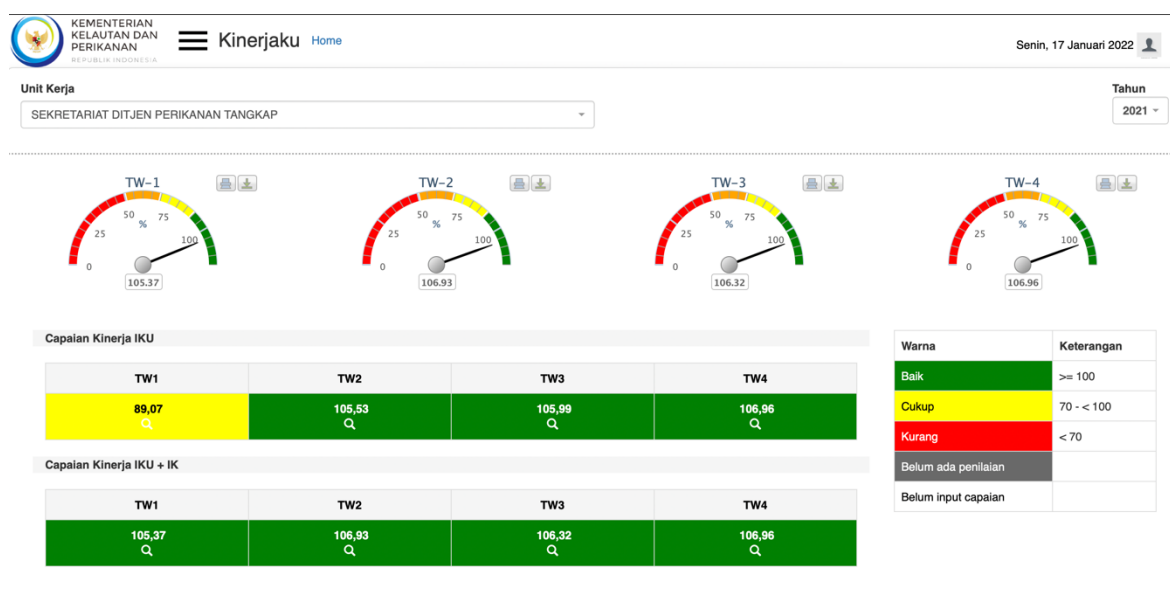 KEMENTERIAN
KELAUTAN DAN
PERIKANAN
REPUBLIK INDONESIA
Kinerjaku Home
Senin, 17 Januari 2022
Unit Kerja
Tahun
SEKRETARIAT DITJEN PERIKANAN TANGKAP
2021
TW-1
0 25 50 75 100
%
105.37
TW-2
0 25 50 75 100
%
106.93
TW-3
0 25 50 75 100
%
106.32
TW-4
0 25 50 75 100
%
106.96
Capaian Kinerja IKU
TW1 TW2 TW3 TW4
89,07 105,53 105,99 106,96
Capaian Kinerja IKU + IK
TW1 TW2 TW3 TW4
105,37 106,93 106,32 106,96
Warna Keterangan
Baik >= 100
Cukup 70 - < 100
Kurang < 70
Belum ada penilaian
Belum input capaian